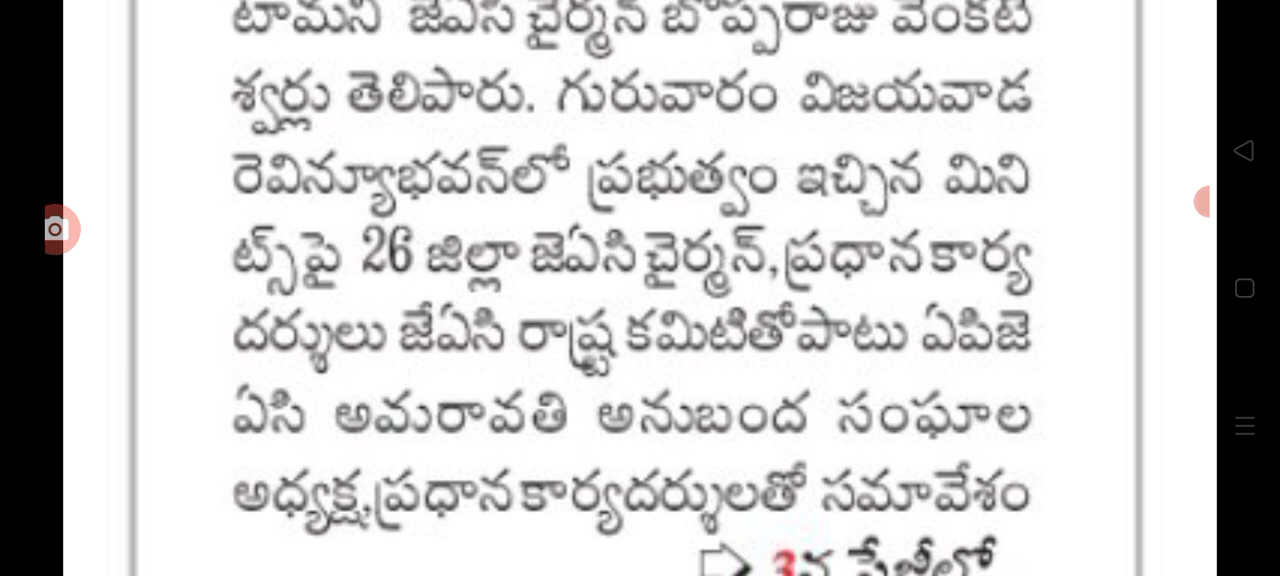 టామని జేఏసి చైర్మన్ బొప్పరాజు వెంకటే
శ్వర్లు తెలిపారు. గురువారం విజయవాడ
రెవిన్యూభవన్‌లో ప్రభుత్వం ఇచ్చిన మిని
ట్స్‌పై 26 జిల్లా జెఏసి చైర్మన్,ప్రధాన కార్య
దర్శులు జేఏసి రాష్ట్ర కమిటితోపాటు ఏపిజె
ఏసి అమరావతి అనుబంద సంఘాల
అధ్యక్ష,ప్రధాన కార్యదర్శులతో సమావేశం
3వ పేజీలో